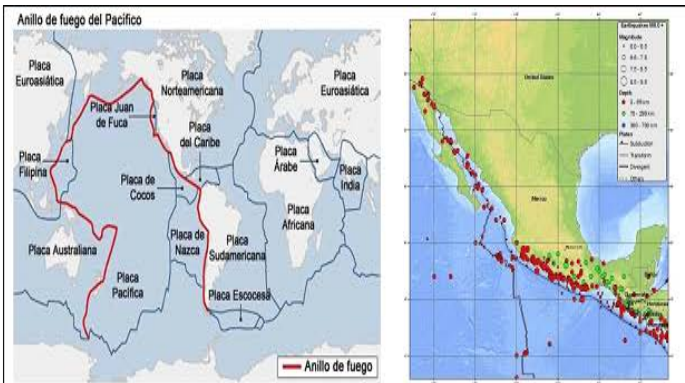 Anillo de fuego del Pacífico
Placa
Euroasiática
Placa
Norteamericana
Placa
Euroasiática
Placa Juan
de Fuca
Placa
del Caribe
Placa
Filipina
Placa de
Cocos
Placa
Árabe
Placa
India
Placa
Africana
Placa Australiana
Placa de
Nazca
Placa
Sudamericana
Placa
Pacífica
Placa Escocesa
Anillo de fuego
Magnitude
Depth
Plates
Subduction
Transform
Divergent
Others
United States
Mexico